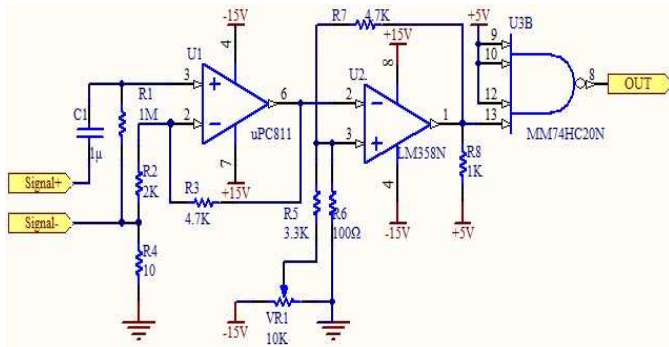 R7
4.7K
+5V
U3B
-15V
+15V
9
10
12
13
8
OUT
MM74HC20N
4
U1
3
2
6
uPC811
7
+15V
8
U2.
2
3
1
LM358N
4
-15V
R8
1K
+5V
C1
1μ
R1
1M
Signal+
Signal-
R2
2K
R3
4.7K
R4
10
R5
3.3K
R6
100Ω
-15V
VR1
10K